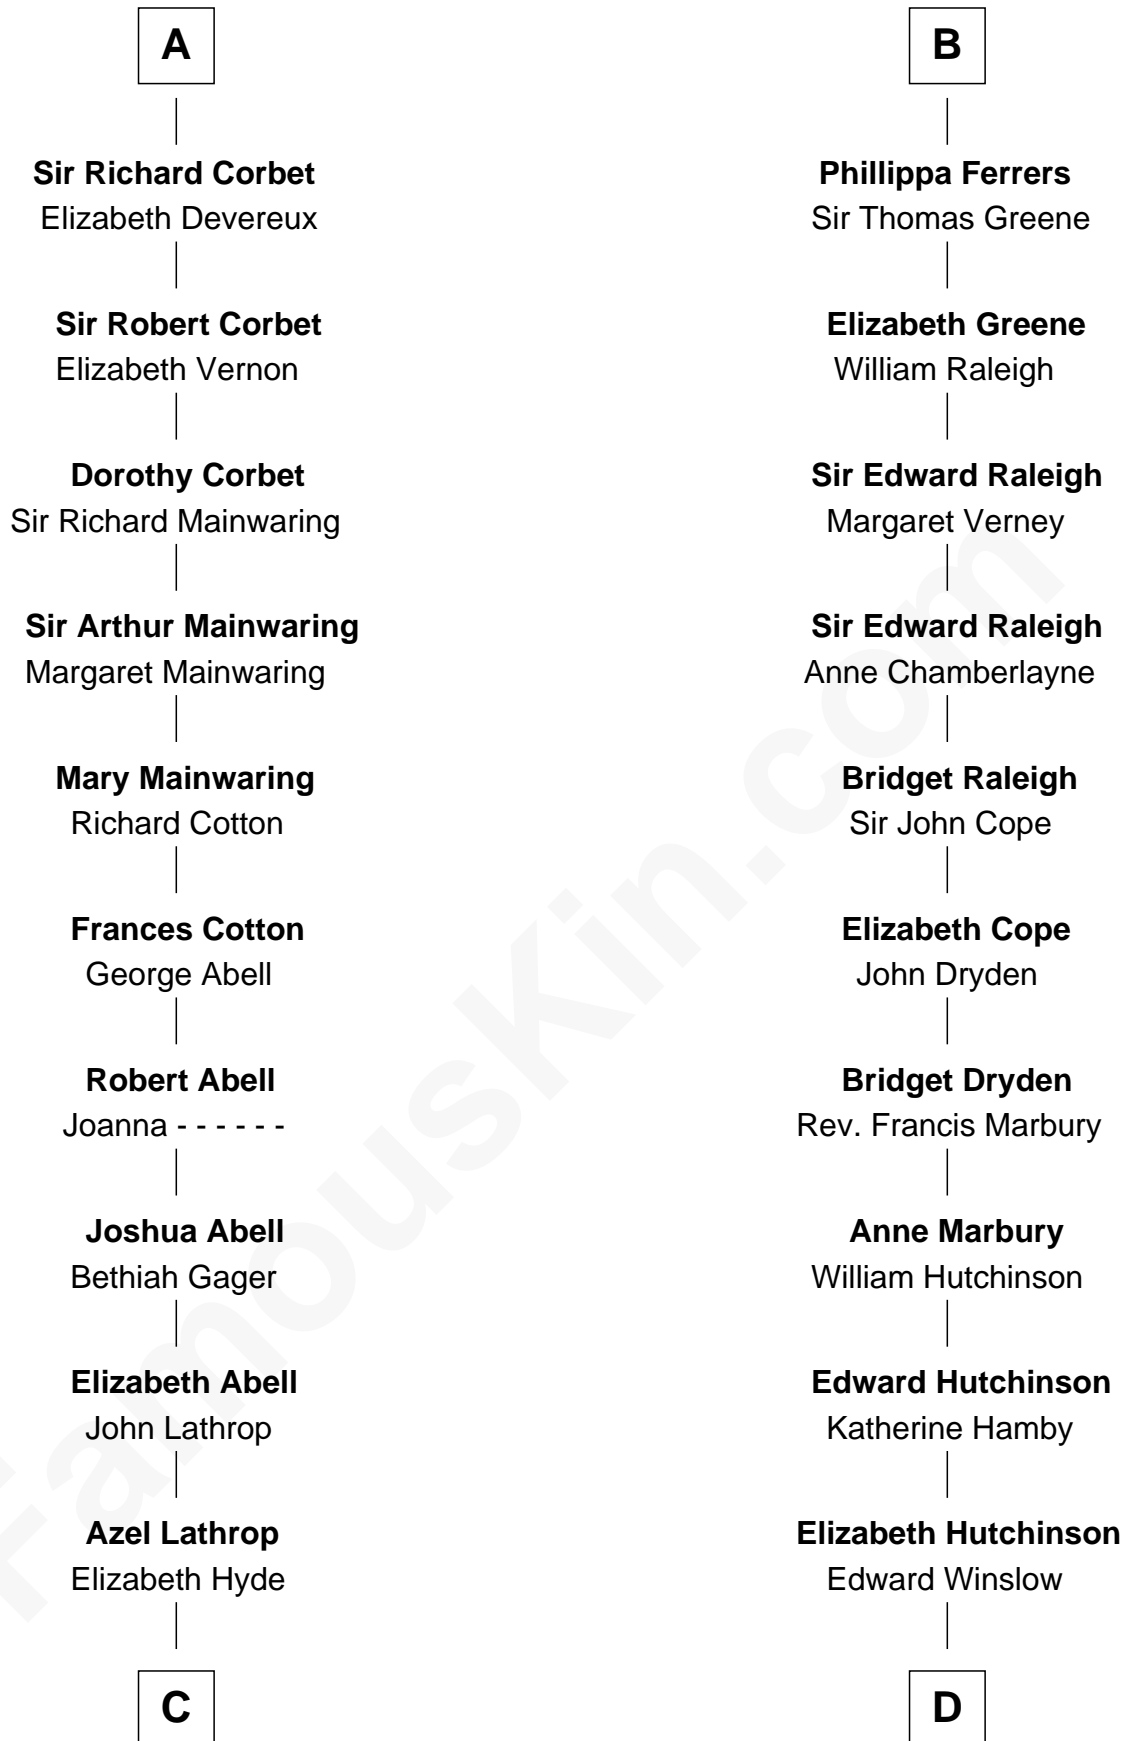 A
Sir Richard Corbet
Elizabeth Devereux
Sir Robert Corbet
Elizabeth Vernon
Dorothy Corbet
Sir Richard Mainwaring
Sir Arthur Mainwaring
Margaret Mainwaring
Mary Mainwaring
Richard Cotton
Frances Cotton
George Abell
Robert Abell
Joanna - - - - - -
Joshua Abell
Bethiah Gager
Elizabeth Abell
John Lathrop
Azel Lathrop
Elizabeth Hyde
C
B
Phillippa Ferrers
Sir Thomas Greene
Elizabeth Greene
William Raleigh
Sir Edward Raleigh
Margaret Verney
Sir Edward Raleigh
Anne Chamberlayne
Bridget Raleigh
Sir John Cope
Elizabeth Cope
John Dryden
Bridget Dryden
Rev. Francis Marbury
Anne Marbury
William Hutchinson
Edward Hutchinson
Katherine Hamby
Elizabeth Hutchinson
Edward Winslow
D
FamousKin.com